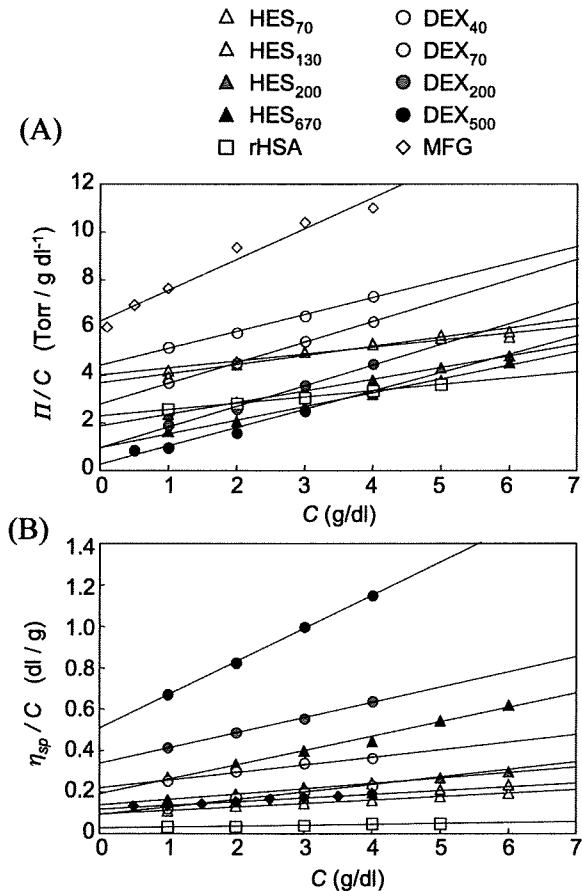 △ HES₇₀ ○ DEX₄₀
△ HES₁₃₀ ○ DEX₇₀
▲ HES₂₀₀ ● DEX₂₀₀
▲ HES₆₇₀ ● DEX₅₀₀
□ rHSA ◇ MFG
(A)
12
10
8
6
4
2
0
Π / C (Torr / g dl⁻¹)
0 1 2 3 4 5 6 7
C (g/dl)
(B)
1.4
1.2
1.0
0.8
0.6
0.4
0.2
0
ηsp / C (dl / g)
0 1 2 3 4 5 6 7
C (g/dl)